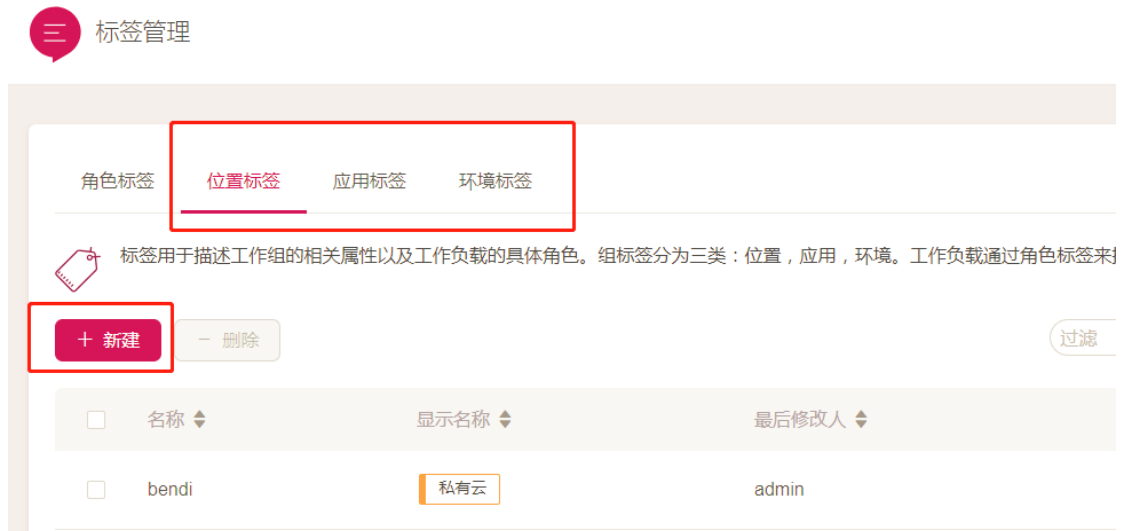 标签管理
角色标签 位置标签 应用标签 环境标签
标签用于描述工作组的相关属性以及工作负载的具体角色。组标签分为三类：位置，应用，环境。工作负载通过角色标签来
+ 新建 - 删除 过滤
名称 显示名称 最后修改人
bendi 私有云 admin